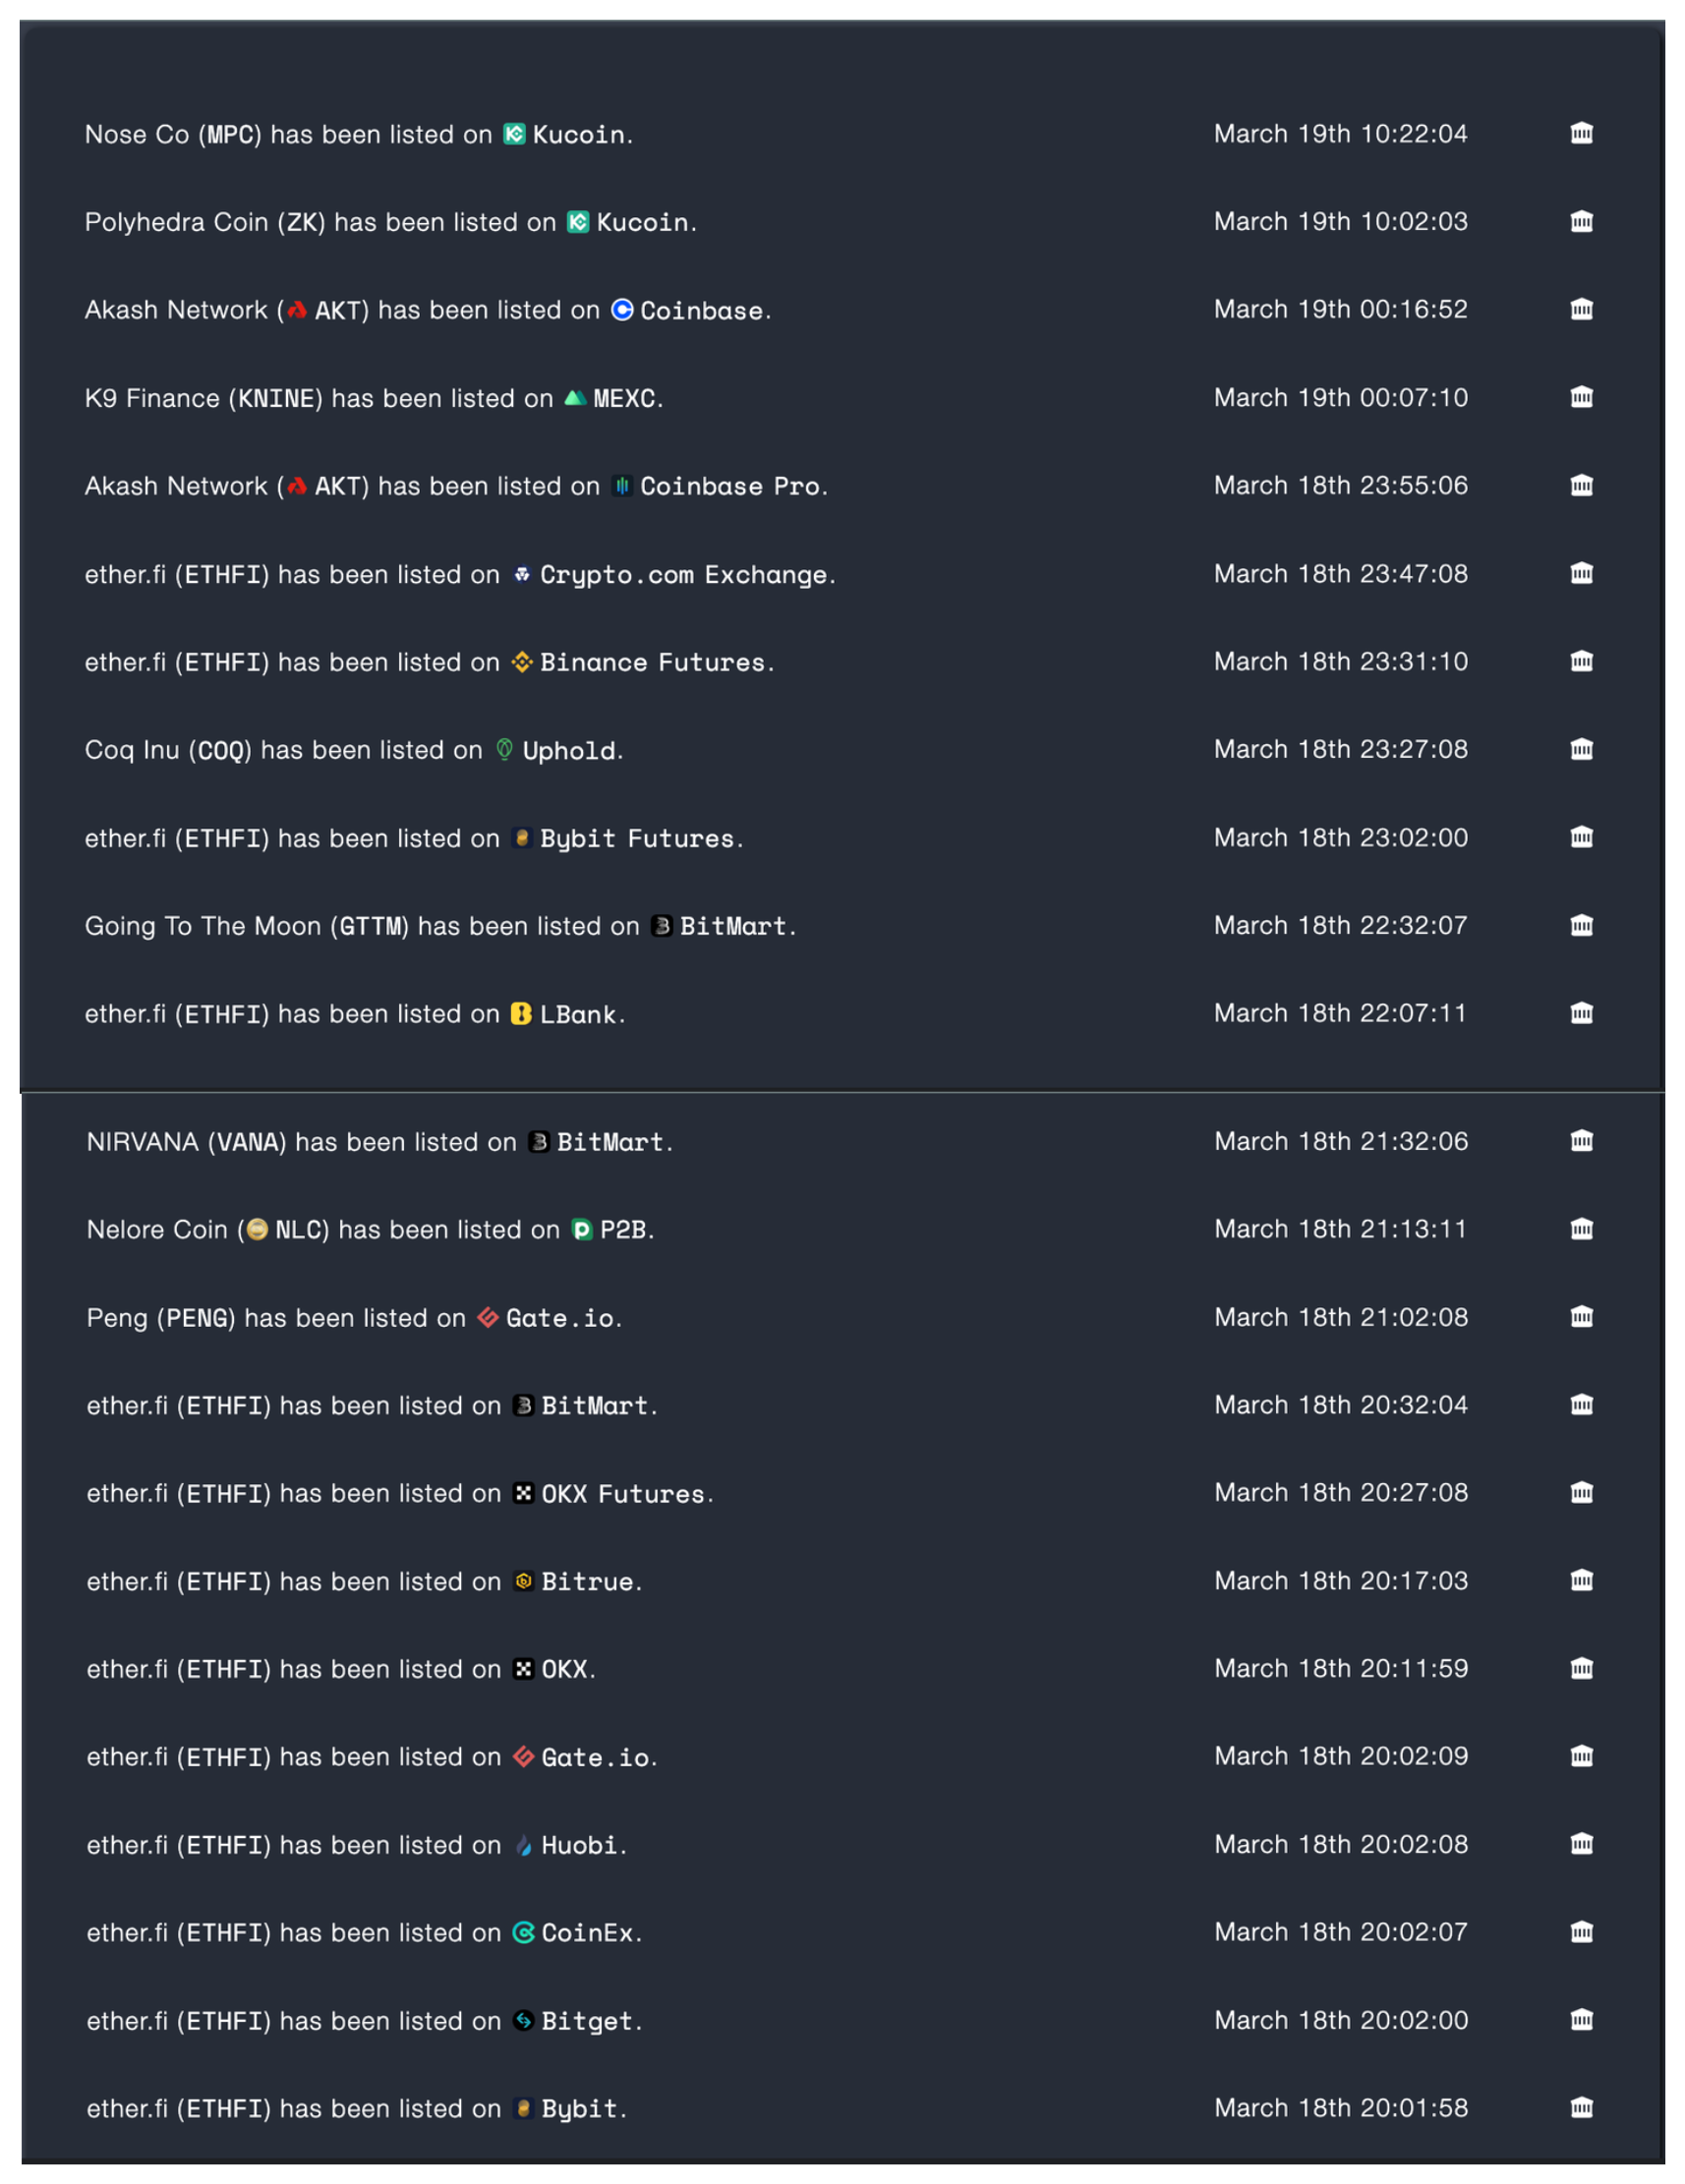 Nose Co (MPC) has been listed on Kucoin. March 19th 10:22:04
Polyhedra Coin (ZK) has been listed on Kucoin. March 19th 10:02:03
Akash Network (AKT) has been listed on Coinbase. March 19th 00:16:52
K9 Finance (KNINE) has been listed on MEXC. March 19th 00:07:10
Akash Network (AKT) has been listed on Coinbase Pro. March 18th 23:55:06
ether.fi (ETHFI) has been listed on Crypto.com Exchange. March 18th 23:47:08
ether.fi (ETHFI) has been listed on Binance Futures. March 18th 23:31:10
Coq Inu (COQ) has been listed on Uphold. March 18th 23:27:08
ether.fi (ETHFI) has been listed on Bybit Futures. March 18th 23:02:00
Going To The Moon (GTTM) has been listed on BitMart. March 18th 22:32:07
ether.fi (ETHFI) has been listed on LBank. March 18th 22:07:11
NIRVANA (VANA) has been listed on BitMart. March 18th 21:32:06
Nelore Coin (NLC) has been listed on P2B. March 18th 21:13:11
Peng (PENG) has been listed on Gate.io. March 18th 21:02:08
ether.fi (ETHFI) has been listed on BitMart. March 18th 20:32:04
ether.fi (ETHFI) has been listed on OKX Futures. March 18th 20:27:08
ether.fi (ETHFI) has been listed on Bitrue. March 18th 20:17:03
ether.fi (ETHFI) has been listed on OKX. March 18th 20:11:59
ether.fi (ETHFI) has been listed on Gate.io. March 18th 20:02:09
ether.fi (ETHFI) has been listed on Huobi. March 18th 20:02:08
ether.fi (ETHFI) has been listed on CoinEx. March 18th 20:02:07
ether.fi (ETHFI) has been listed on Bitget. March 18th 20:02:00
ether.fi (ETHFI) has been listed on Bybit. March 18th 20:01:58